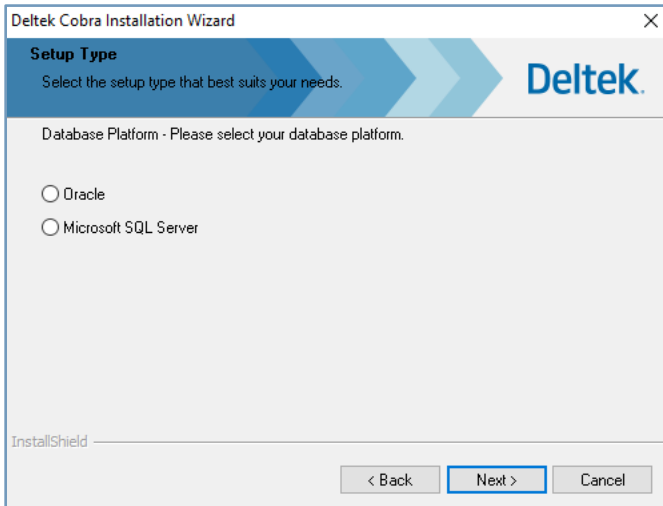 Deltek Cobra Installation Wizard
Setup Type
Select the setup type that best suits your needs.
Deltek.
Database Platform - Please select your database platform.
Oracle
Microsoft SQL Server
InstallShield
< Back
Next >
Cancel